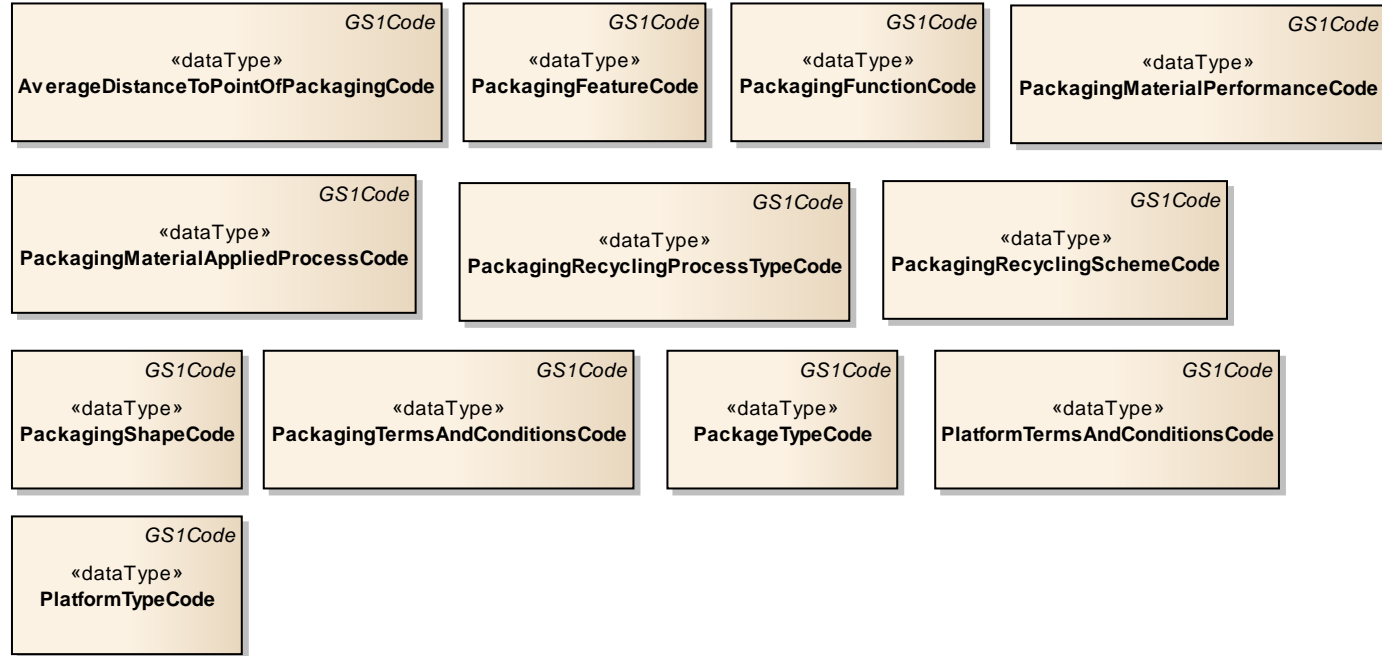 GS1Code
«dataType»
AverageDistanceToPointOfPackagingCode
GS1Code
«dataType»
PackagingFeatureCode
GS1Code
«dataType»
PackagingFunctionCode
GS1Code
«dataType»
PackagingMaterialPerformanceCode
GS1Code
«dataType»
PackagingMaterialAppliedProcessCode
GS1Code
«dataType»
PackagingRecyclingProcessTypeCode
GS1Code
«dataType»
PackagingRecyclingSchemeCode
GS1Code
«dataType»
PackagingShapeCode
GS1Code
«dataType»
PackagingTermsAndConditionsCode
GS1Code
«dataType»
PackageTypeCode
GS1Code
«dataType»
PlatformTermsAndConditionsCode
GS1Code
«dataType»
PlatformTypeCode